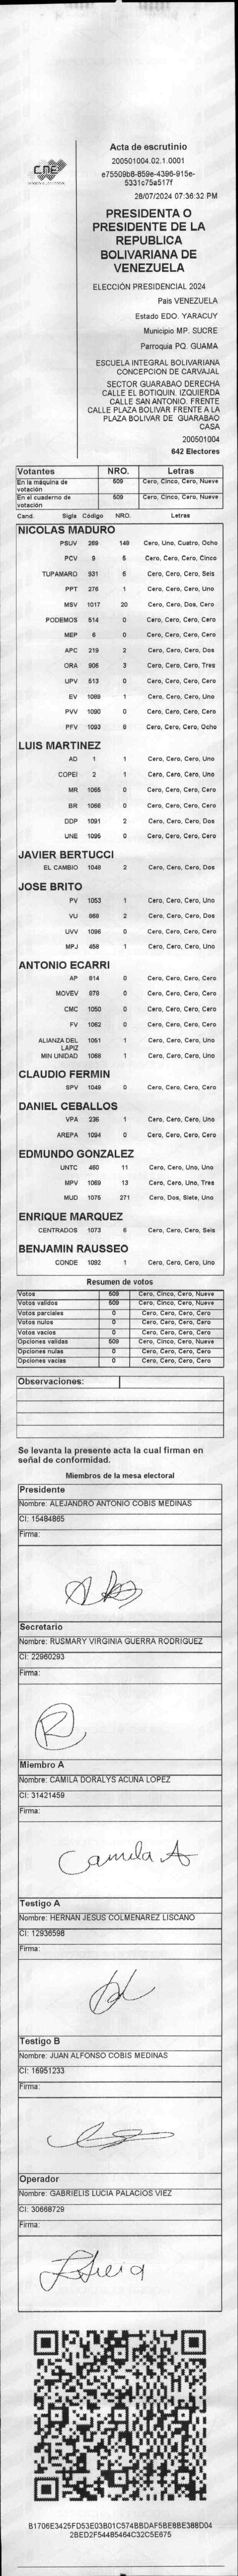 CNE
Acta de escrutinio
200501004.02.1.0001
e75509b8-859e-4396-915e-
5331c75a517f
28/07/2024 07:36:32 PM
PRESIDENTA O
PRESIDENTE DE LA
REPUBLICA
BOLIVARIANA DE
VENEZUELA
ELECCIÓN PRESIDENCIAL 2024
Pais VENEZUELA
Estado EDO. YARACUY
Municipio MP. SUCRE
Parroquia PQ. GUAMA
ESCUELA INTEGRAL BOLIVARIANA
CONCEPCION DE CARVAJAL
SECTOR GUARABAO DERECHA
CALLE EL BOTIQUIN. IZQUIERDA
CALLE SAN ANTONIO. FRENTE
CALLE PLAZA BOLIVAR FRENTE A LA
PLAZA BOLIVAR DE GUARABAO
CASA
200501004
642 Electores
Votantes NRO. Letras
En la máquina de votación 509 Cero, Cinco, Cero, Nueve
En el cuaderno de votación 509 Cero, Cinco, Cero, Nueve
Cand. Sigla Código NRO. Letras
NICOLAS MADURO
PSUV 269 148 Cero, Uno, Cuatro, Ocho
PCV 9 5 Cero, Cero, Cero, Cinco
TUPAMARO 931 6 Cero, Cero, Cero, Seis
PPT 276 1 Cero, Cero, Cero, Uno
MSV 1017 20 Cero, Cero, Dos, Cero
PODEMOS 514 0 Cero, Cero, Cero, Cero
MEP 6 0 Cero, Cero, Cero, Cero
APC 219 2 Cero, Cero, Cero, Dos
ORA 906 3 Cero, Cero, Cero, Tres
UPV 513 0 Cero, Cero, Cero, Cero
EV 1089 1 Cero, Cero, Cero, Uno
PVV 1090 0 Cero, Cero, Cero, Cero
PFV 1093 8 Cero, Cero, Cero, Ocho
LUIS MARTINEZ
AD 1 1 Cero, Cero, Cero, Uno
COPEI 2 1 Cero, Cero, Cero, Uno
MR 1065 0 Cero, Cero, Cero, Cero
BR 1066 0 Cero, Cero, Cero, Cero
DDP 1091 2 Cero, Cero, Cero, Dos
UNE 1095 0 Cero, Cero, Cero, Cero
JAVIER BERTUCCI
EL CAMBIO 1048 2 Cero, Cero, Cero, Dos
JOSE BRITO
PV 1053 1 Cero, Cero, Cero, Uno
VU 868 2 Cero, Cero, Cero, Dos
UVV 1096 0 Cero, Cero, Cero, Cero
MPJ 458 1 Cero, Cero, Cero, Uno
ANTONIO ECARRI
AP 814 0 Cero, Cero, Cero, Cero
MOVEV 978 0 Cero, Cero, Cero, Cero
CMC 1050 0 Cero, Cero, Cero, Cero
FV 1062 0 Cero, Cero, Cero, Cero
ALIANZA DEL LAPIZ 1051 1 Cero, Cero, Cero, Uno
MIN UNIDAD 1068 1 Cero, Cero, Cero, Uno
CLAUDIO FERMIN
SPV 1049 0 Cero, Cero, Cero, Cero
DANIEL CEBALLOS
VPA 236 1 Cero, Cero, Cero, Uno
AREPA 1094 0 Cero, Cero, Cero, Cero
EDMUNDO GONZALEZ
UNTC 460 11 Cero, Cero, Uno, Uno
MPV 1069 13 Cero, Cero, Uno, Tres
MUD 1075 271 Cero, Dos, Siete, Uno
ENRIQUE MARQUEZ
CENTRADOS 1073 6 Cero, Cero, Cero, Seis
BENJAMIN RAUSSEO
CONDE 1092 1 Cero, Cero, Cero, Uno
Resumen de votos
Votos 509 Cero, Cinco, Cero, Nueve
Votos validos 509 Cero, Cinco, Cero, Nueve
Votos parciales 0 Cero, Cero, Cero, Cero
Votos nulos 0 Cero, Cero, Cero, Cero
Votos vacios 0 Cero, Cero, Cero, Cero
Opciones validas 509 Cero, Cinco, Cero, Nueve
Opciones nulas 0 Cero, Cero, Cero, Cero
Opciones vacias 0 Cero, Cero, Cero, Cero
Observaciones:
Se levanta la presente acta la cual firman en
señal de conformidad.
Miembros de la mesa electoral
Presidente
Nombre: ALEJANDRO ANTONIO COBIS MEDINAS
CI: 15484865
Firma:
Secretario
Nombre: RUSMARY VIRGINIA GUERRA RODRIGUEZ
CI: 22960293
Firma:
Miembro A
Nombre: CAMILA DORALYS ACUNA LOPEZ
CI: 31421459
Firma:
Camila A
Testigo A
Nombre: HERNAN JESUS COLMENAREZ LISCANO
CI: 12936598
Firma:
Testigo B
Nombre: JUAN ALFONSO COBIS MEDINAS
CI: 16951233
Firma:
Operador
Nombre: GABRIELIS LUCIA PALACIOS VIEZ
CI: 30668729
Firma:
B1706E3425FD53E03B01C574BBDAF5BE8BE388D04
2BED2F54485464C32C5E675